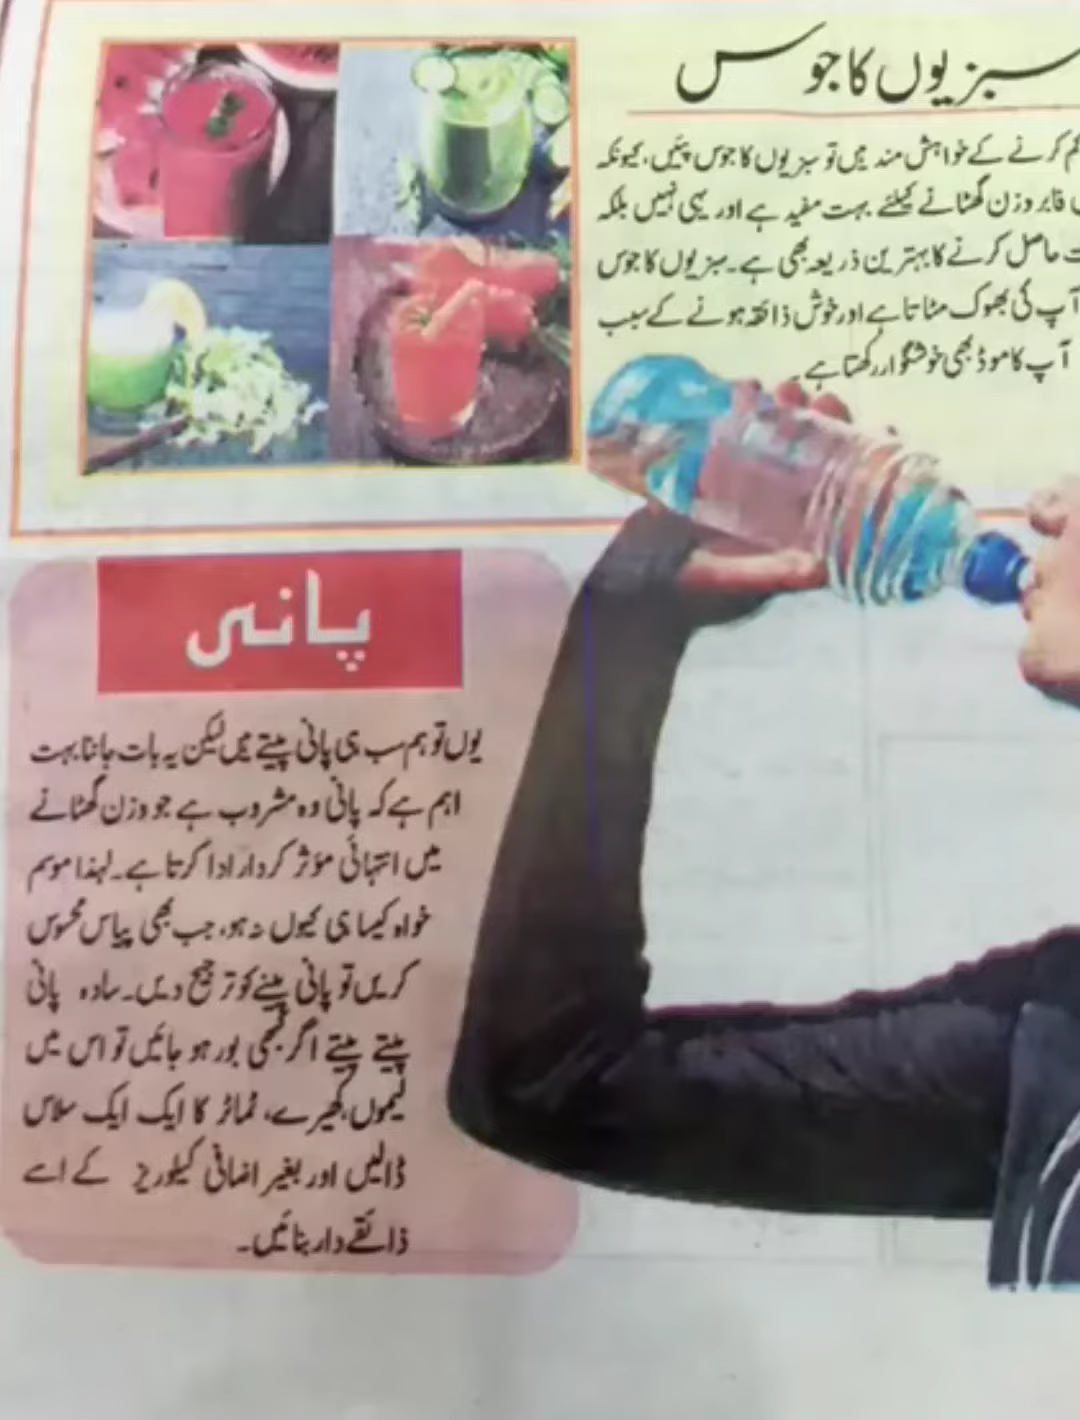 سبزیوں کا جوس
کم کرنے کے خواہش مند ہیں تو سبزیوں کا جوس پئیں، کیونکہ
فابر وزن گھٹانے کیلئے بہت مفید ہے اور یہی نہیں بلکہ
حاصل کرنے کا بہترین ذریعہ بھی ہے۔ سبزیوں کا جوس
آپ کی بھوک مٹاتا ہے اور خوش ذائقہ ہونے کے سبب
آپ کا موڈ بھی خوشگوار رکھتا ہے۔
پانی
یوں تو ہم سب ہی پانی پیتے ہیں لیکن یہ بات جاننا بہت
اہم ہے کہ پانی وہ مشروب ہے جو وزن گھٹانے
میں انتہائی مؤثر کردار ادا کرتا ہے۔ لہٰذا موسم
خواہ کیسا ہی کیوں نہ ہو، جب بھی پیاس محسوس
کریں تو پانی پینے کو ترجیح دیں۔ سادہ پانی
پیتے پیتے اگر کبھی بور ہو جائیں تو اس میں
لیموں، کھیرے، ٹماٹر کا ایک ایک سلاس
ڈالیں اور بغیر اضافی کیلوریز کے اسے
ذائقے دار بنائیں۔